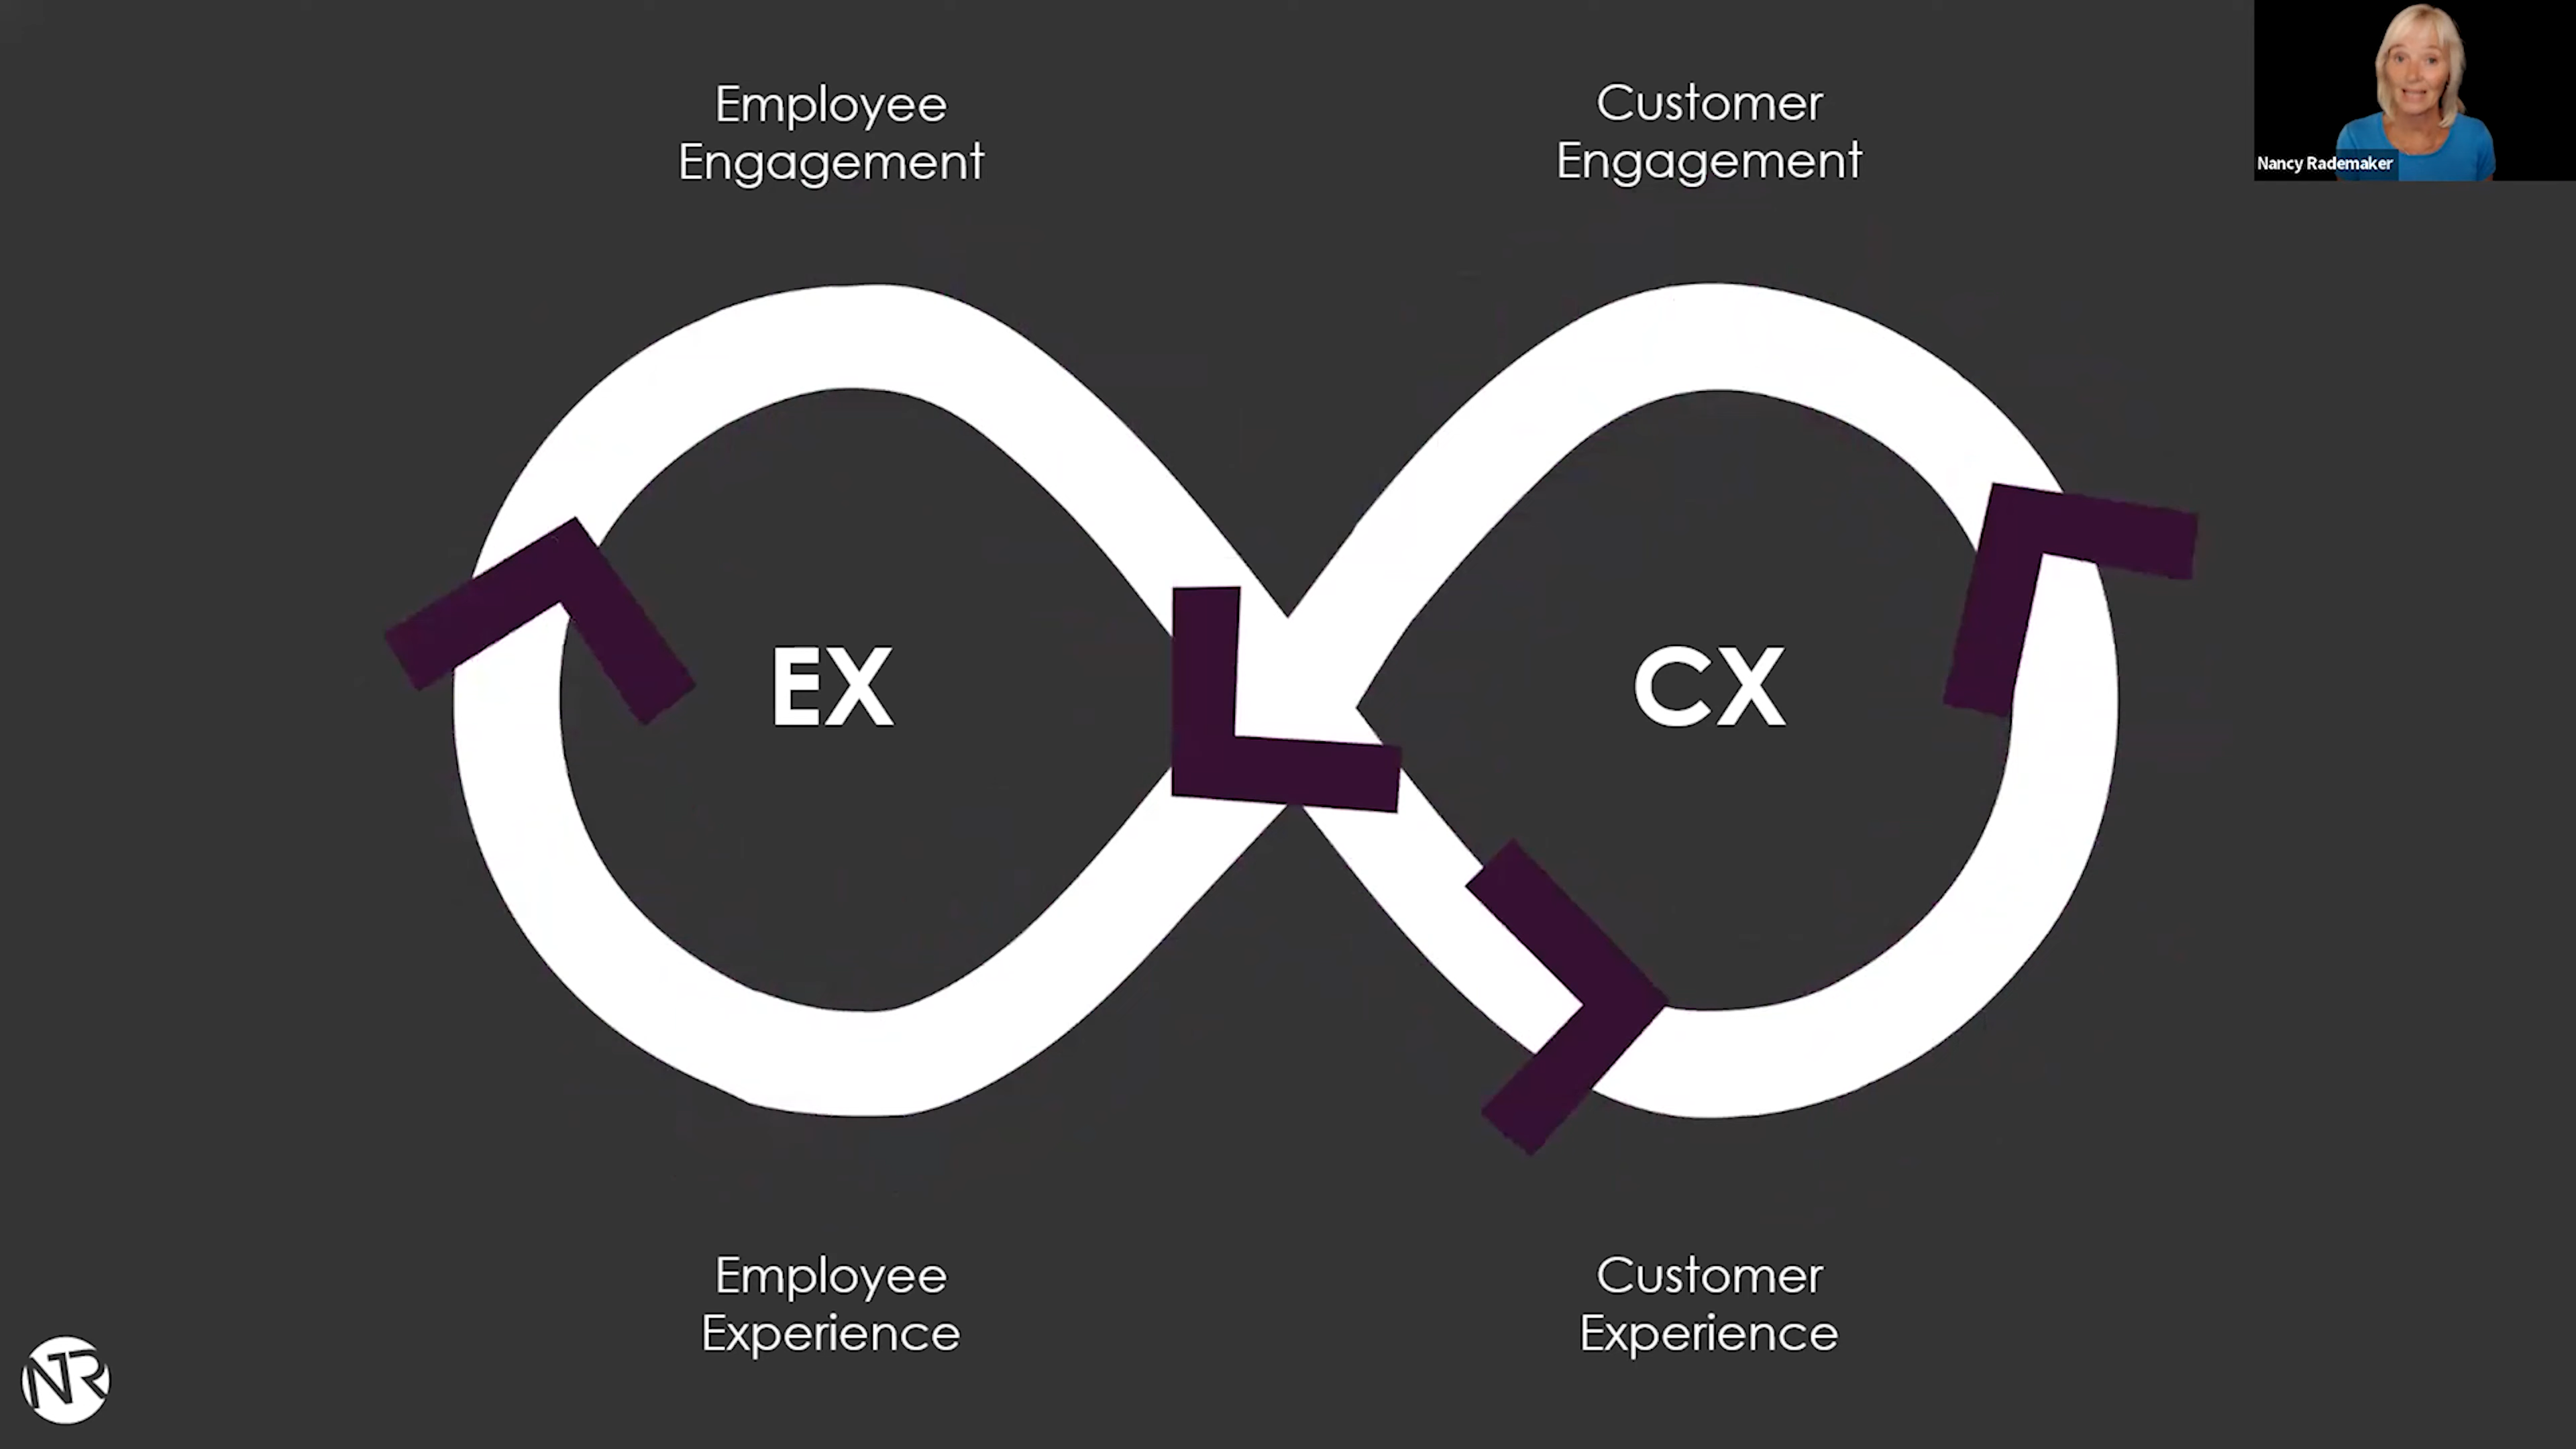 Employee
Engagement
Customer
Engagement
Nancy Rademaker
EX
CX
Employee
Experience
Customer
Experience
NR